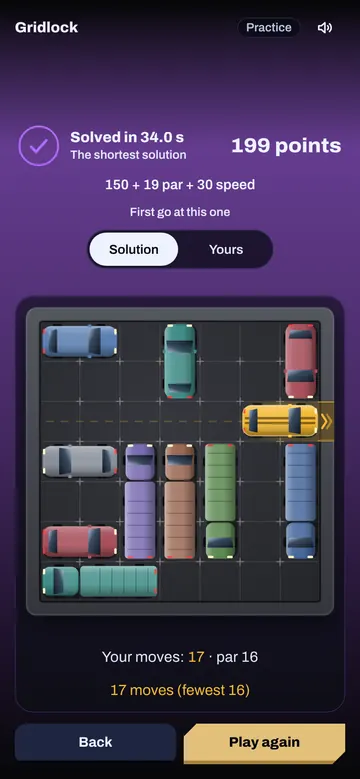 Gridlock
Practice
Solved in 34.0 s
The shortest solution
199 points
150 + 19 par + 30 speed
First go at this one
Solution
Yours
Your moves: 17 · par 16
17 moves (fewest 16)
Back
Play again